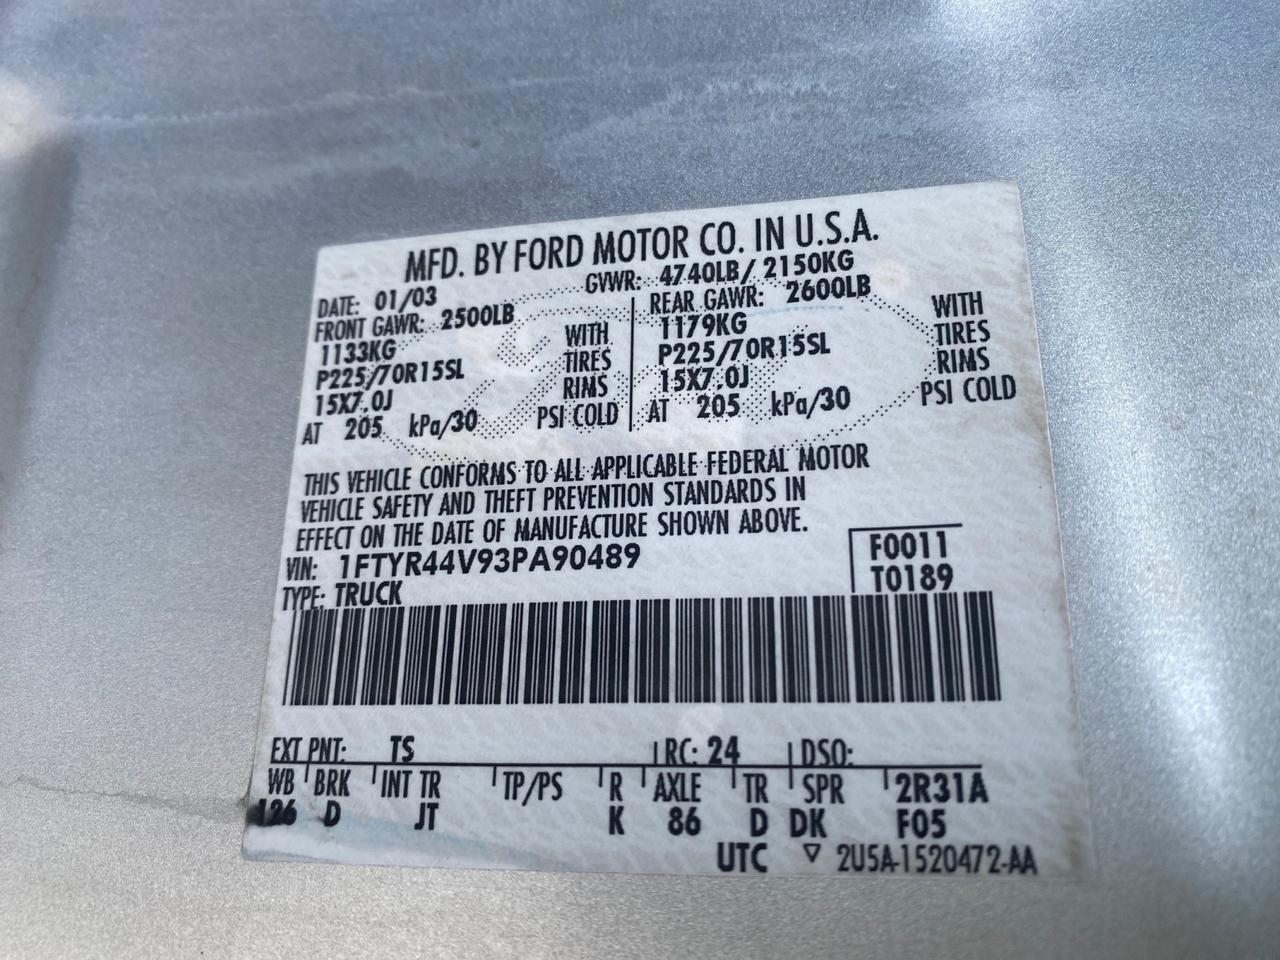 MFD. BY FORD MOTOR CO. IN U.S.A.
DATE: 01/03 GVWR: 4740LB/ 2150KG
FRONT GAWR: 2500LB
1133KG WITH
P225/70R15SL TIRES
15X7.0J RIMS
AT 205 kPa/30 PSI COLD
REAR GAWR: 2600LB
1179KG WITH
P225/70R15SL TIRES
15X7.0J RIMS
AT 205 kPa/30 PSI COLD
THIS VEHICLE CONFORMS TO ALL APPLICABLE FEDERAL MOTOR
VEHICLE SAFETY AND THEFT PREVENTION STANDARDS IN
EFFECT ON THE DATE OF MANUFACTURE SHOWN ABOVE.
VIN: 1FTYR44V93PA90489
TYPE: TRUCK
F0011
T0189
EXT PNT: TS RC: 24 DSO:
WB BRK INT TR TP/PS R AXLE TR SPR 2R31A
126 D JT K 86 D DK F05
UTC ▽ 2U5A-1520472-AA